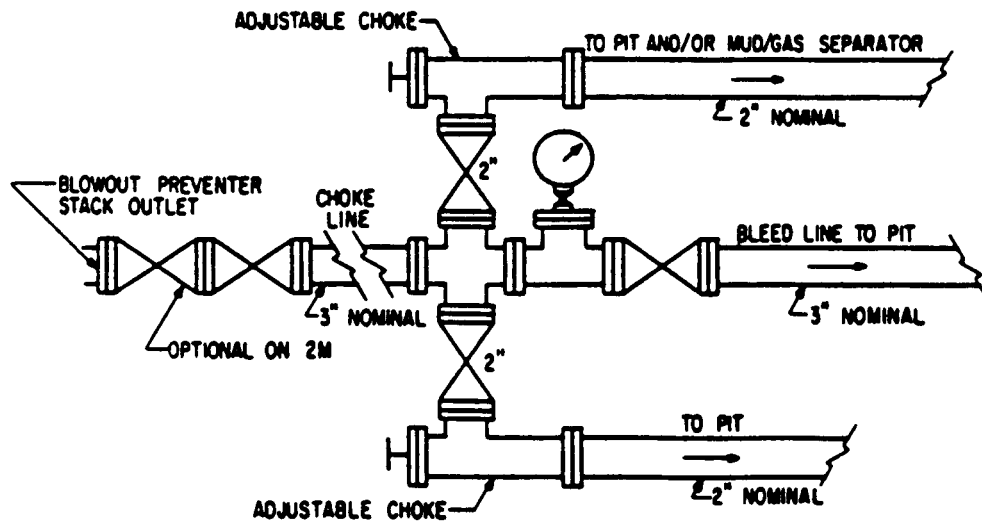 ADJUSTABLE CHOKE
TO PIT AND/OR MUD/GAS SEPARATOR
2" NOMINAL
2"
BLOWOUT PREVENTER
STACK OUTLET
CHOKE
LINE
BLEED LINE TO PIT
3" NOMINAL
3" NOMINAL
OPTIONAL ON 2M
2"
TO PIT
2" NOMINAL
ADJUSTABLE CHOKE